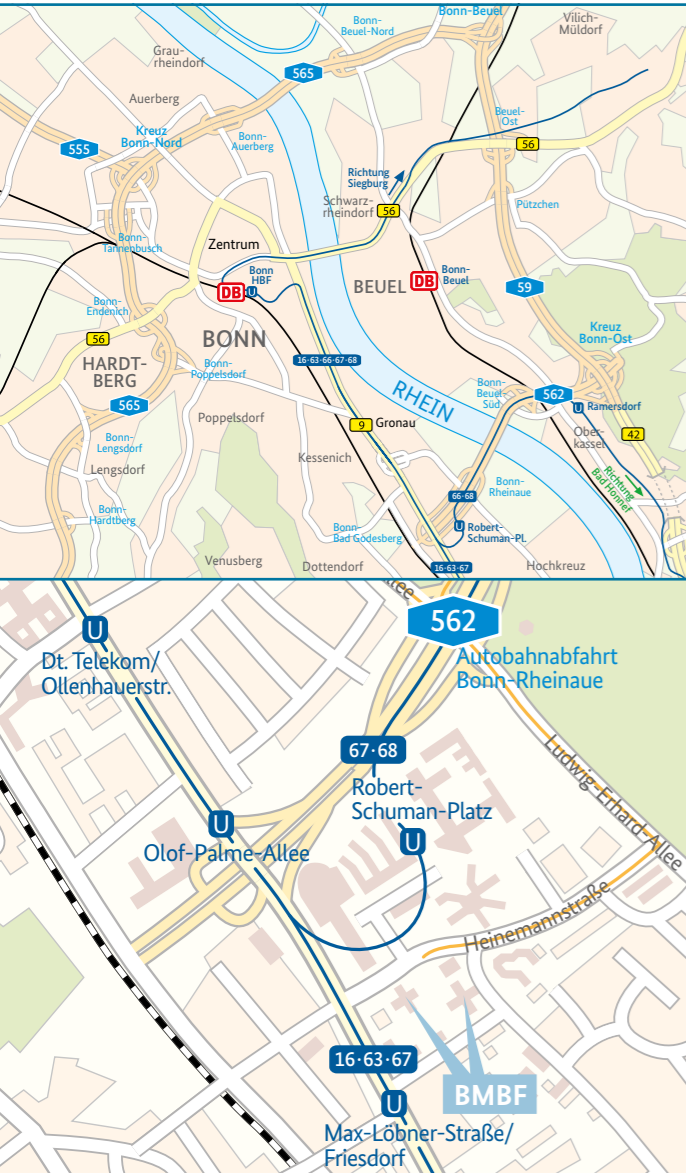 Bonn-Beuel
Bonn-
Beuel-Nord
Vilich-
Müldorf
Grau-
rheindorf
565
Auerberg
Beuel-
Ost
Kreuz
Bonn-Nord
Bonn-
Auerberg
555
56
Richtung
Siegburg
Schwarz-
rheindorf
56
Pützchen
Bonn-
Tannenbusch
Zentrum
Bonn
HBF
DB
U
BEUEL
DB
Bonn-
Beuel
59
Bonn-
Endenich
56
BONN
Kreuz
Bonn-Ost
HARDT-
BERG
16·63·66·67·68
Bonn-
Poppelsdorf
RHEIN
Bonn-
Beuel
Süd
562
565
U
Ramersdorf
Poppelsdorf
9
Gronau
Ober-
kassel
42
Bonn-
Lengsdorf
Lengsdorf
Kessenich
Richtung
Bad Honnef
Bonn-
Rheinaue
66·68
Bonn-
Hardtberg
Bonn-
Bad Godesberg
U
Robert-
Schuman-Pl.
Venusberg
Dottendorf
16·63·67
Hochkreuz
llee
562
U
Dt. Telekom/
Ollenhauerstr.
Autobahnabfahrt
Bonn-Rheinaue
67·68
Ludwig-Erhard-Allee
Robert-
Schuman-Platz
U
U
Olof-Palme-Allee
Heinemannstraße
16·63·67
BMBF
U
Max-Löbner-Straße/
Friesdorf